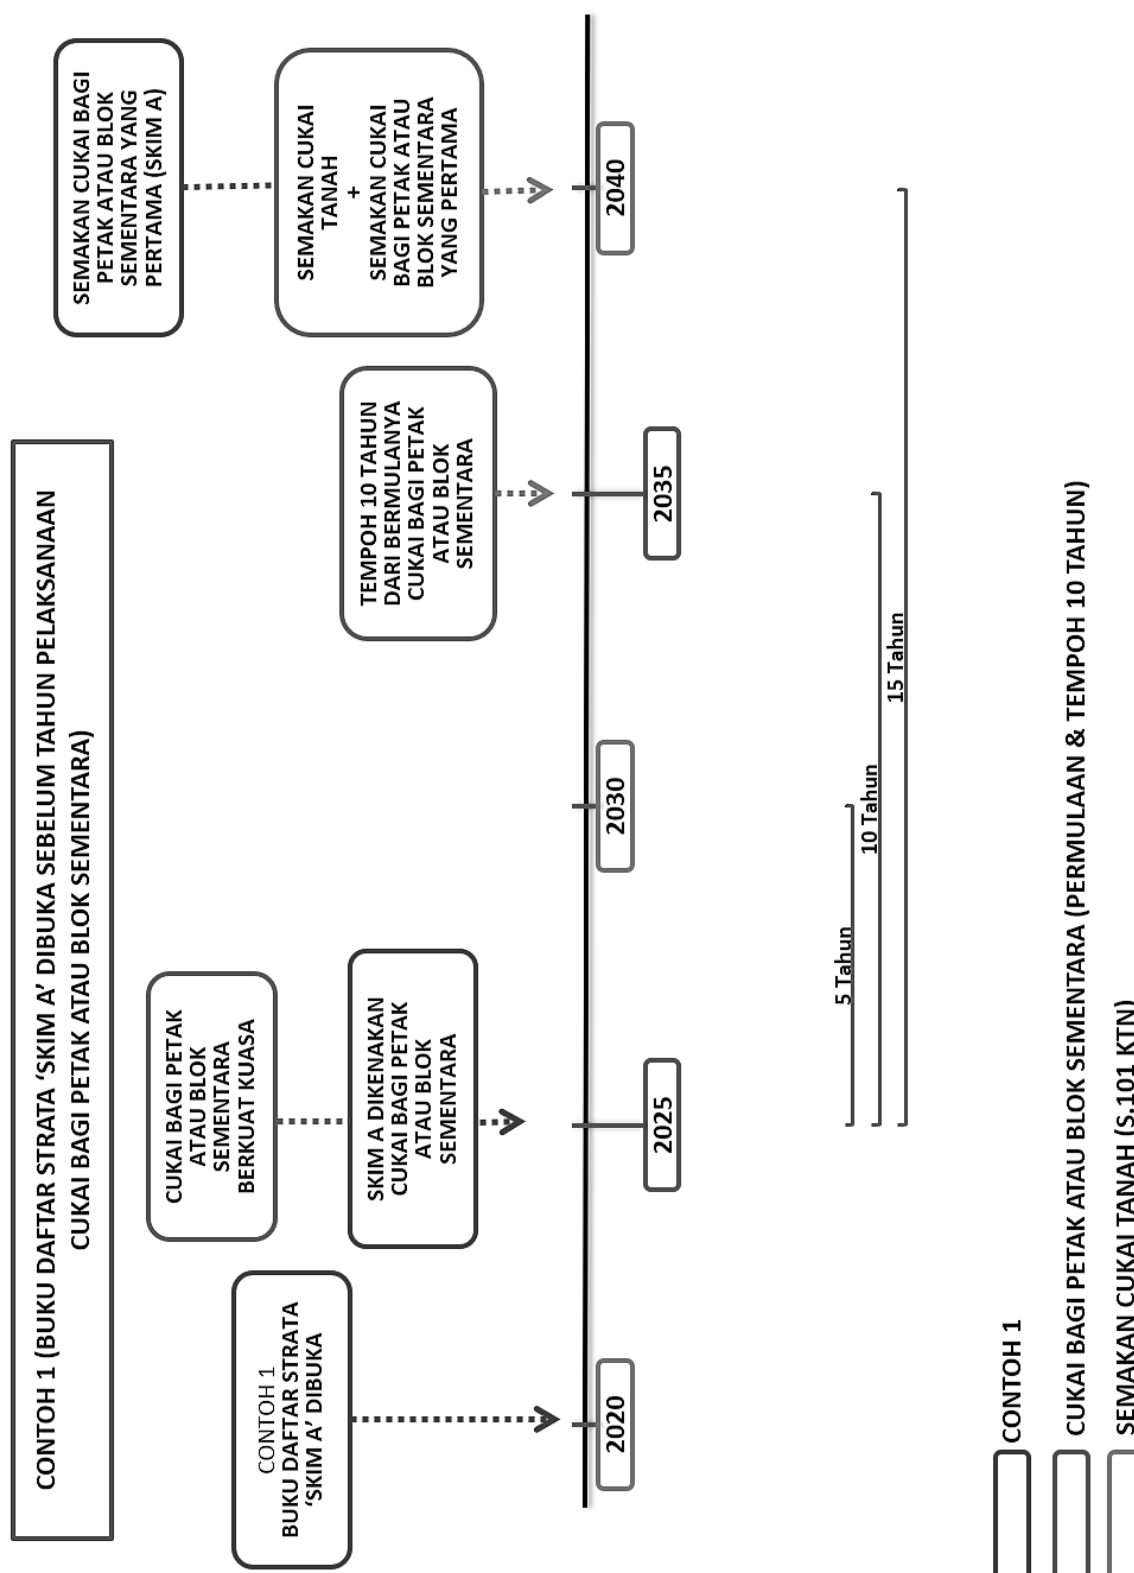 CONTOH 1 (BUKU DAFTAR STRATA ‘SKIM A’ DIBUKA SEBELUM TAHUN PELAKSANAAN
CUKAI BAGI PETAK ATAU BLOK SEMENTARA)
CONTOH 1
BUKU DAFTAR STRATA
‘SKIM A’ DIBUKA
CUKAI BAGI PETAK
ATAU BLOK
SEMENTARA
BERKUAT KUASA
SKIM A DIKENAKAN
CUKAI BAGI PETAK
ATAU BLOK
SEMENTARA
TEMPOH 10 TAHUN
DARI BERMULANYA
CUKAI BAGI PETAK
ATAU BLOK
SEMENTARA
SEMAKAN CUKAI BAGI
PETAK ATAU BLOK
SEMENTARA YANG
PERTAMA (SKIM A)
SEMAKAN CUKAI
TANAH
+
SEMAKAN CUKAI
BAGI PETAK ATAU
BLOK SEMENTARA
YANG PERTAMA
2020
2025
2030
2035
2040
5 Tahun
10 Tahun
15 Tahun
CONTOH 1
CUKAI BAGI PETAK ATAU BLOK SEMENTARA (PERMULAAN & TEMPOH 10 TAHUN)
SEMAKAN CUKAI TANAH (S.101 KTN)